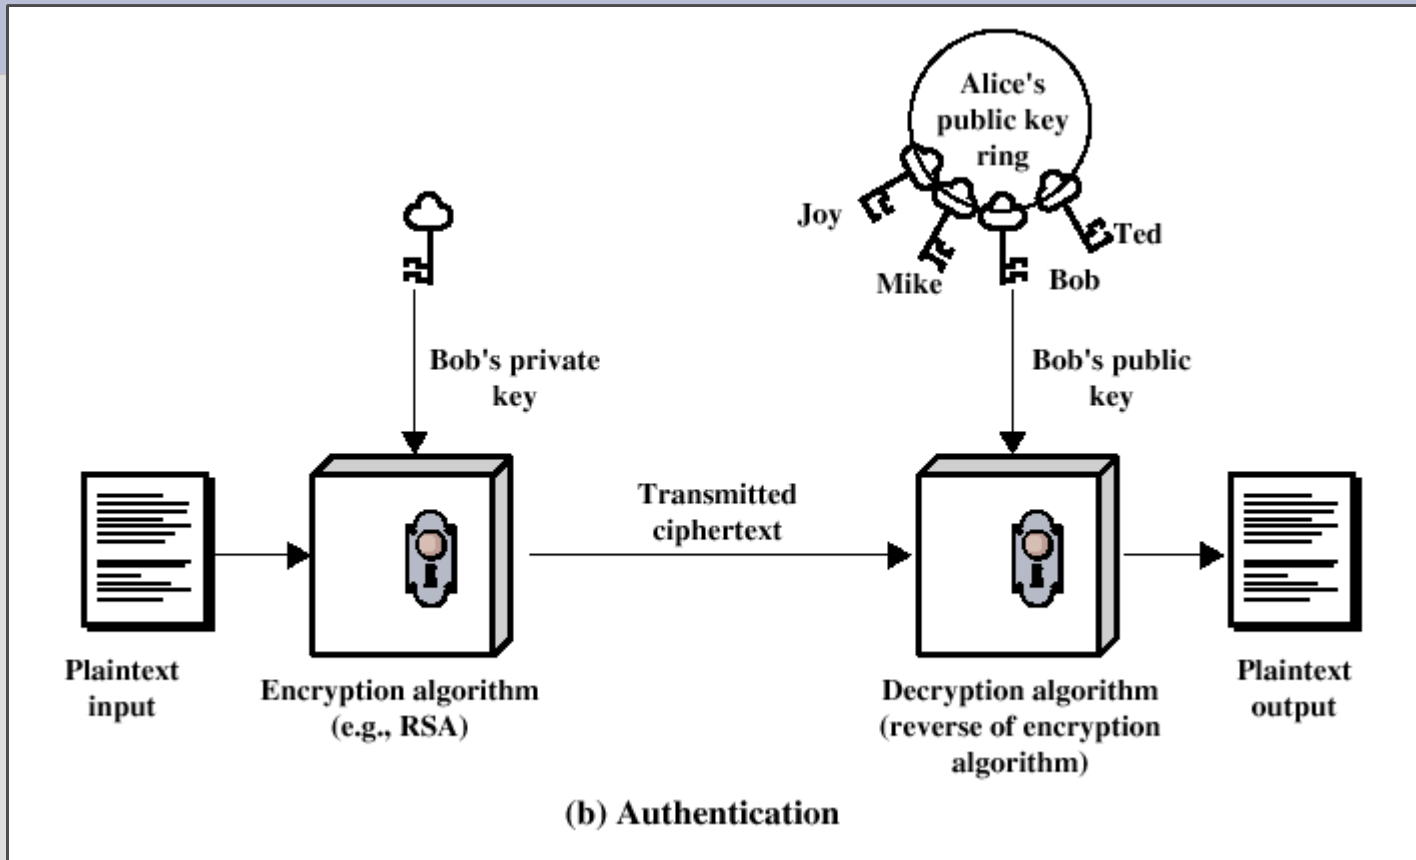 Alice's
public key
ring
Joy
Ted
Mike
Bob
Bob's private
key
Bob's public
key
Transmitted
ciphertext
Plaintext
input
Encryption algorithm
(e.g., RSA)
Decryption algorithm
(reverse of encryption
algorithm)
Plaintext
output
(b) Authentication